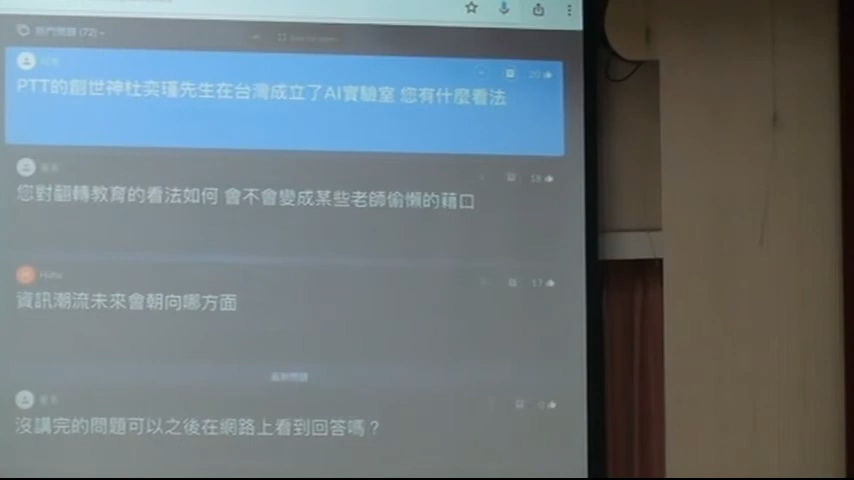 熱門問題 (72)
20
PTT的創世神杜奕瑾先生在台灣成立了AI實驗室 您有什麼看法
18
您對翻轉教育的看法如何 會不會變成某些老師偷懶的藉口
17
資訊潮流未來會朝向哪方面
最新問題
0
沒講完的問題可以之後在網路上看到回答嗎？